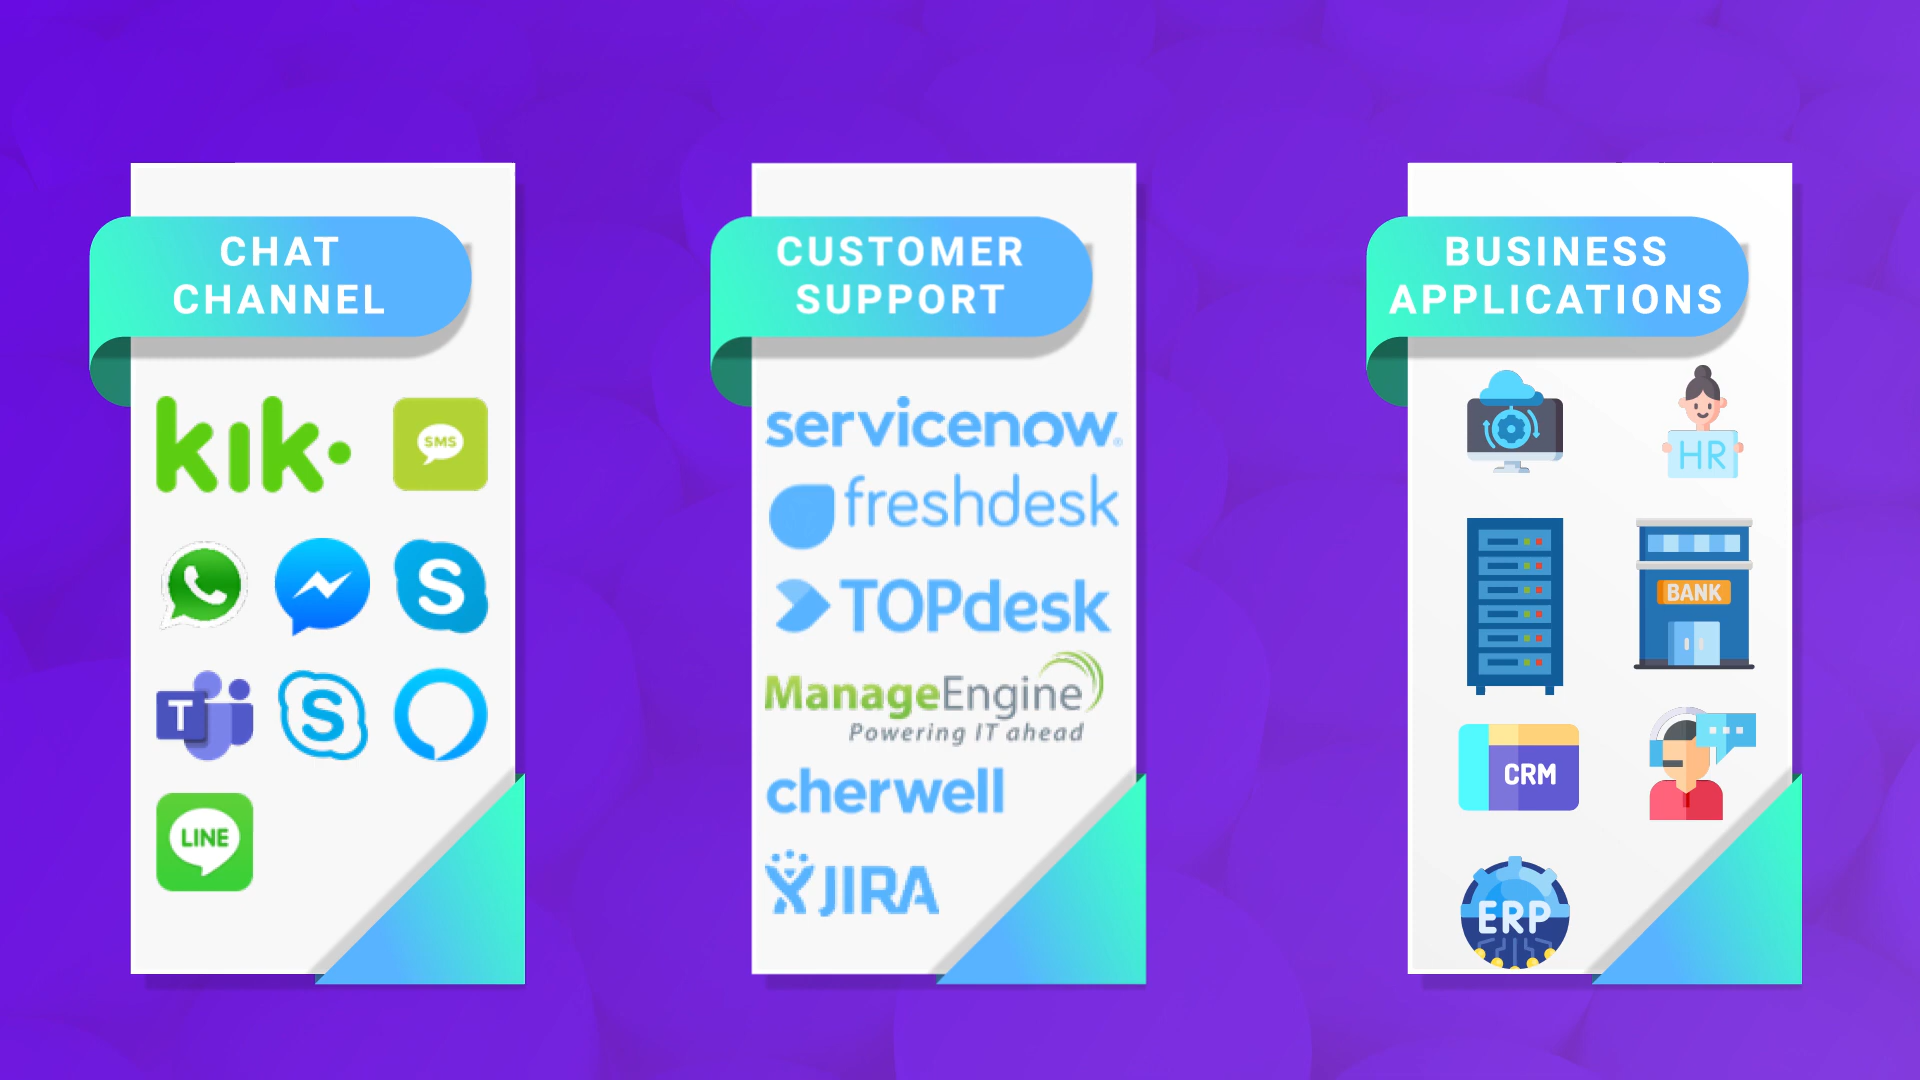 CHAT
CHANNEL
kik·
SMS
S
T
S
LINE
CUSTOMER
SUPPORT
servicenow®
freshdesk
TOPdesk
ManageEngine
Powering IT ahead
cherwell
JIRA
BUSINESS
APPLICATIONS
HR
BANK
CRM
ERP